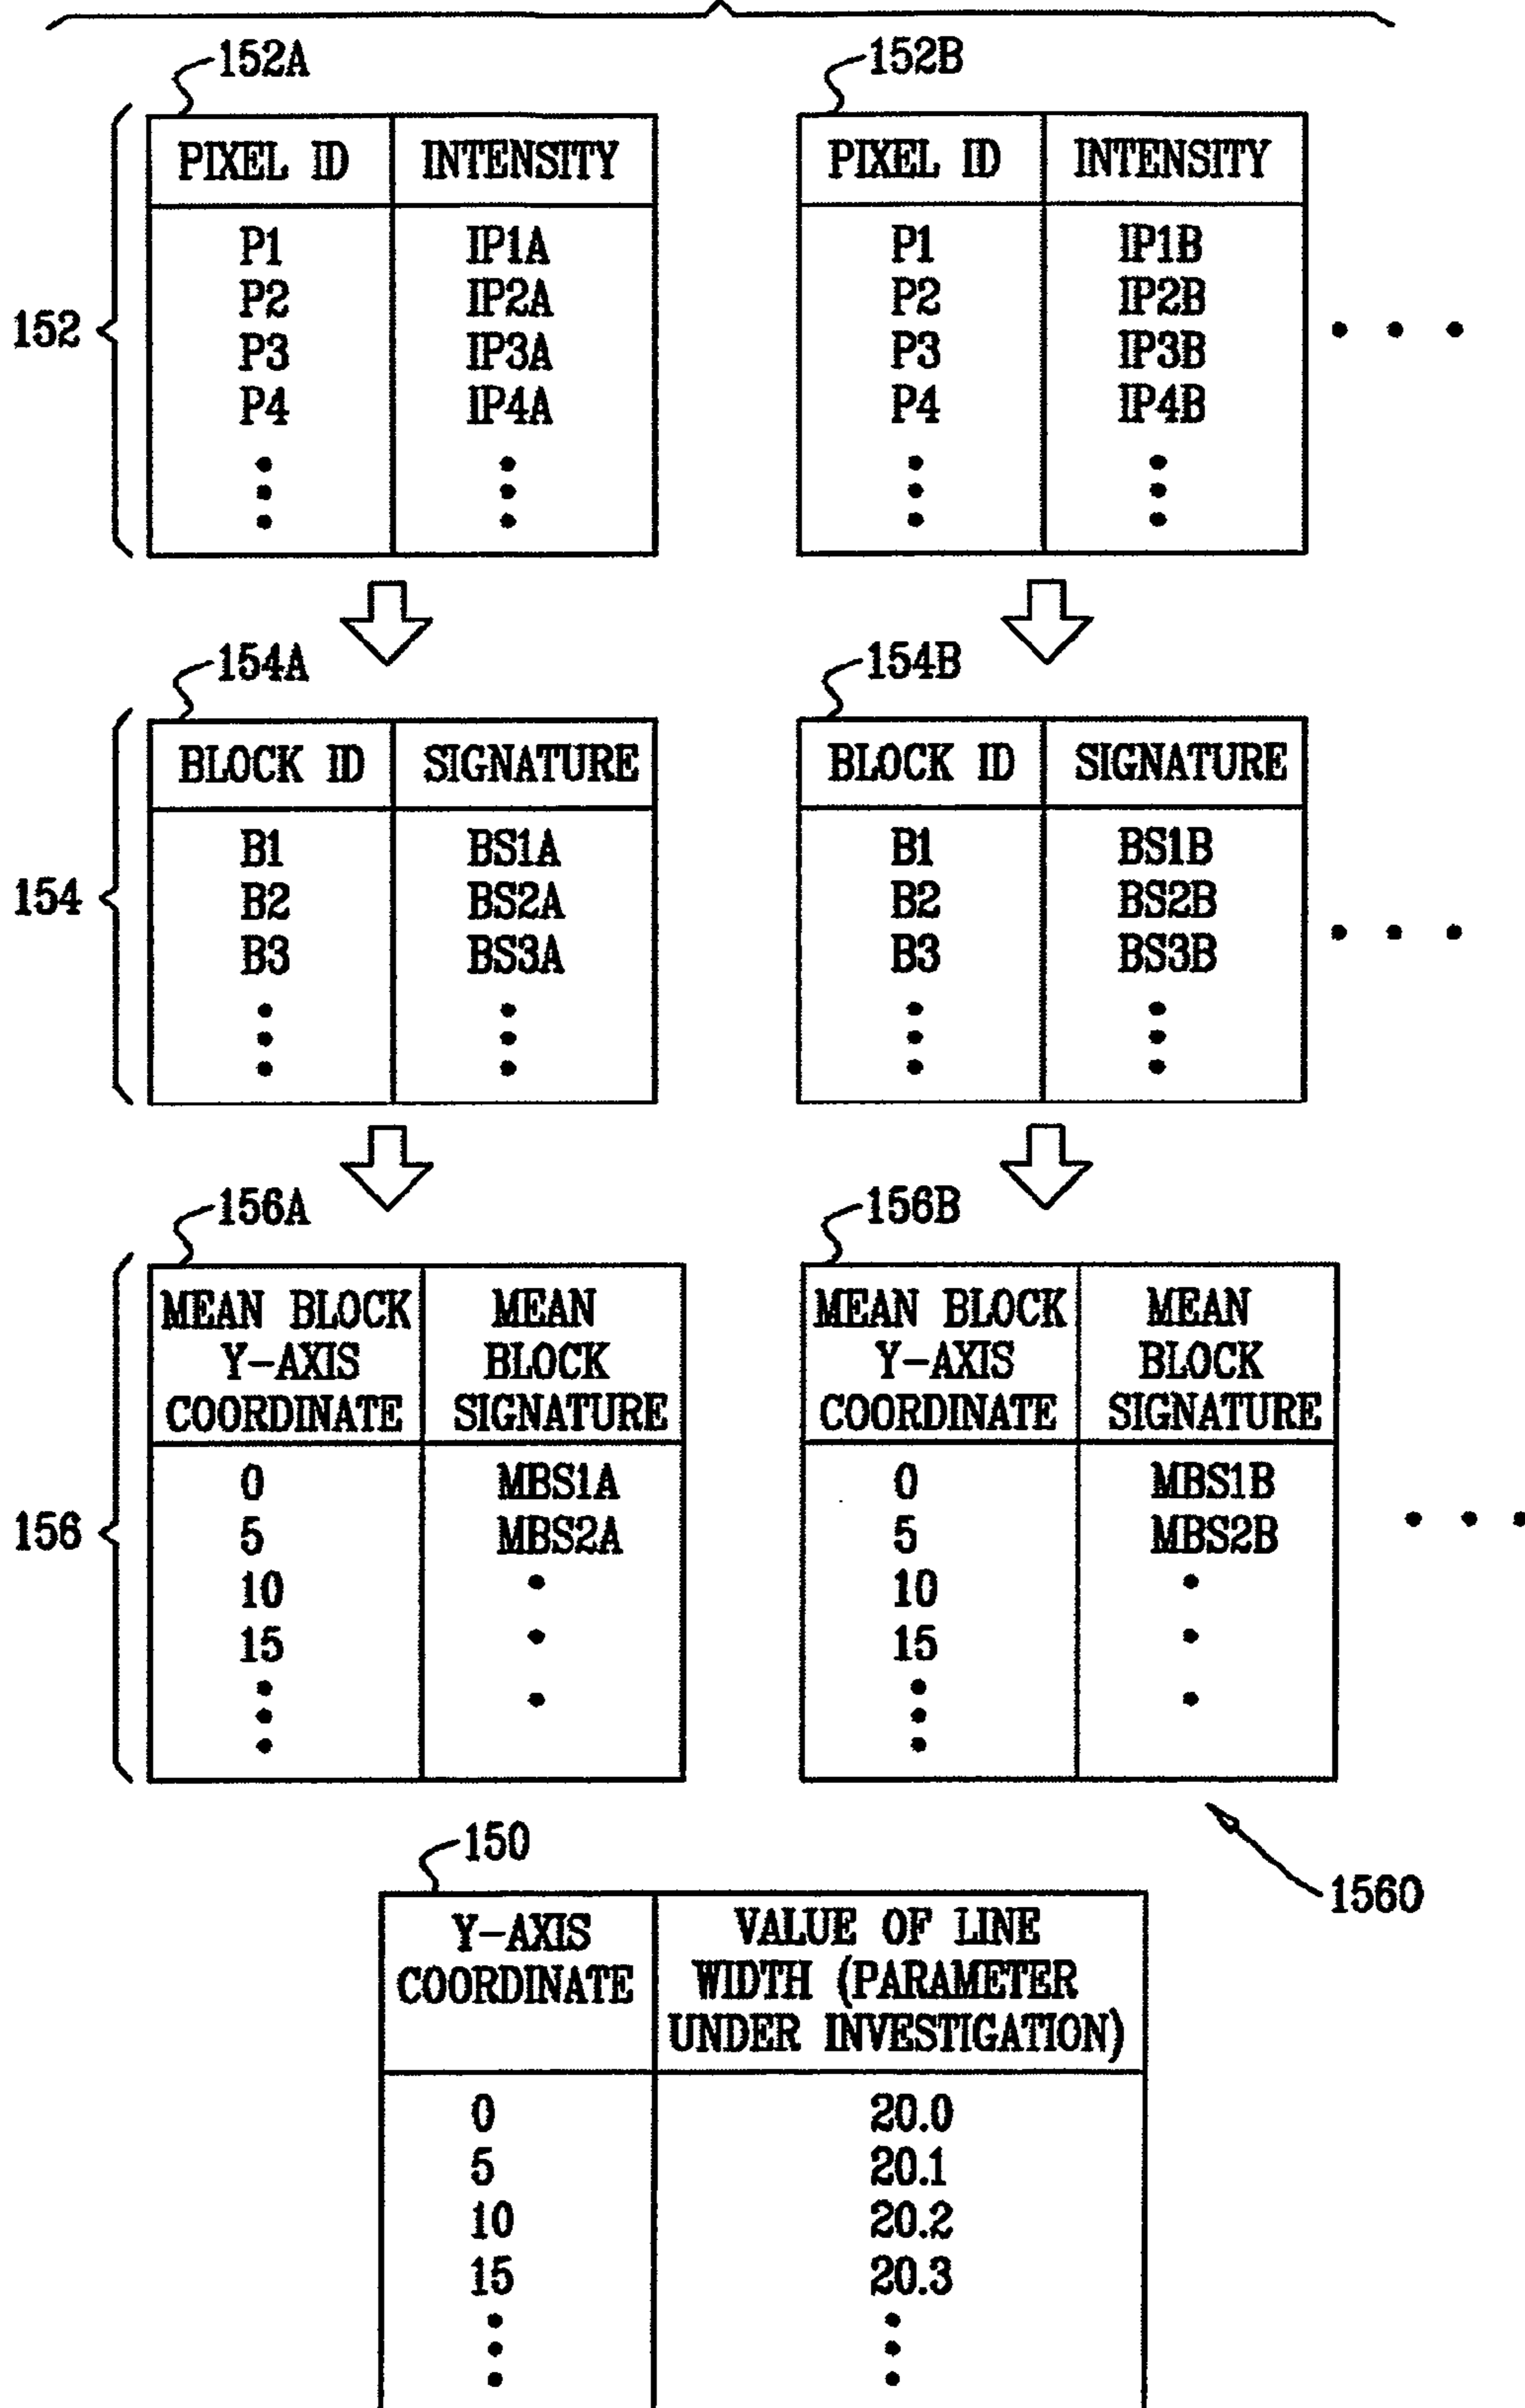 152A 152B
PIXEL ID INTENSITY PIXEL ID INTENSITY
P1 IP1A P1 IP1B
P2 IP2A P2 IP2B
152 P3 IP3A P3 IP3B
P4 IP4A P4 IP4B
154A 154B
BLOCK ID SIGNATURE BLOCK ID SIGNATURE
B1 BS1A B1 BS1B
154 B2 BS2A B2 BS2B
B3 BS3A B3 BS3B
156A 156B
MEAN BLOCK MEAN MEAN BLOCK MEAN
Y-AXIS BLOCK Y-AXIS BLOCK
COORDINATE SIGNATURE COORDINATE SIGNATURE
0 MBS1A 0 MBS1B
156 5 MBS2A 5 MBS2B
10 10
15 15
150
1560
Y-AXIS VALUE OF LINE
COORDINATE WIDTH (PARAMETER
UNDER INVESTIGATION)
0 20.0
5 20.1
10 20.2
15 20.3